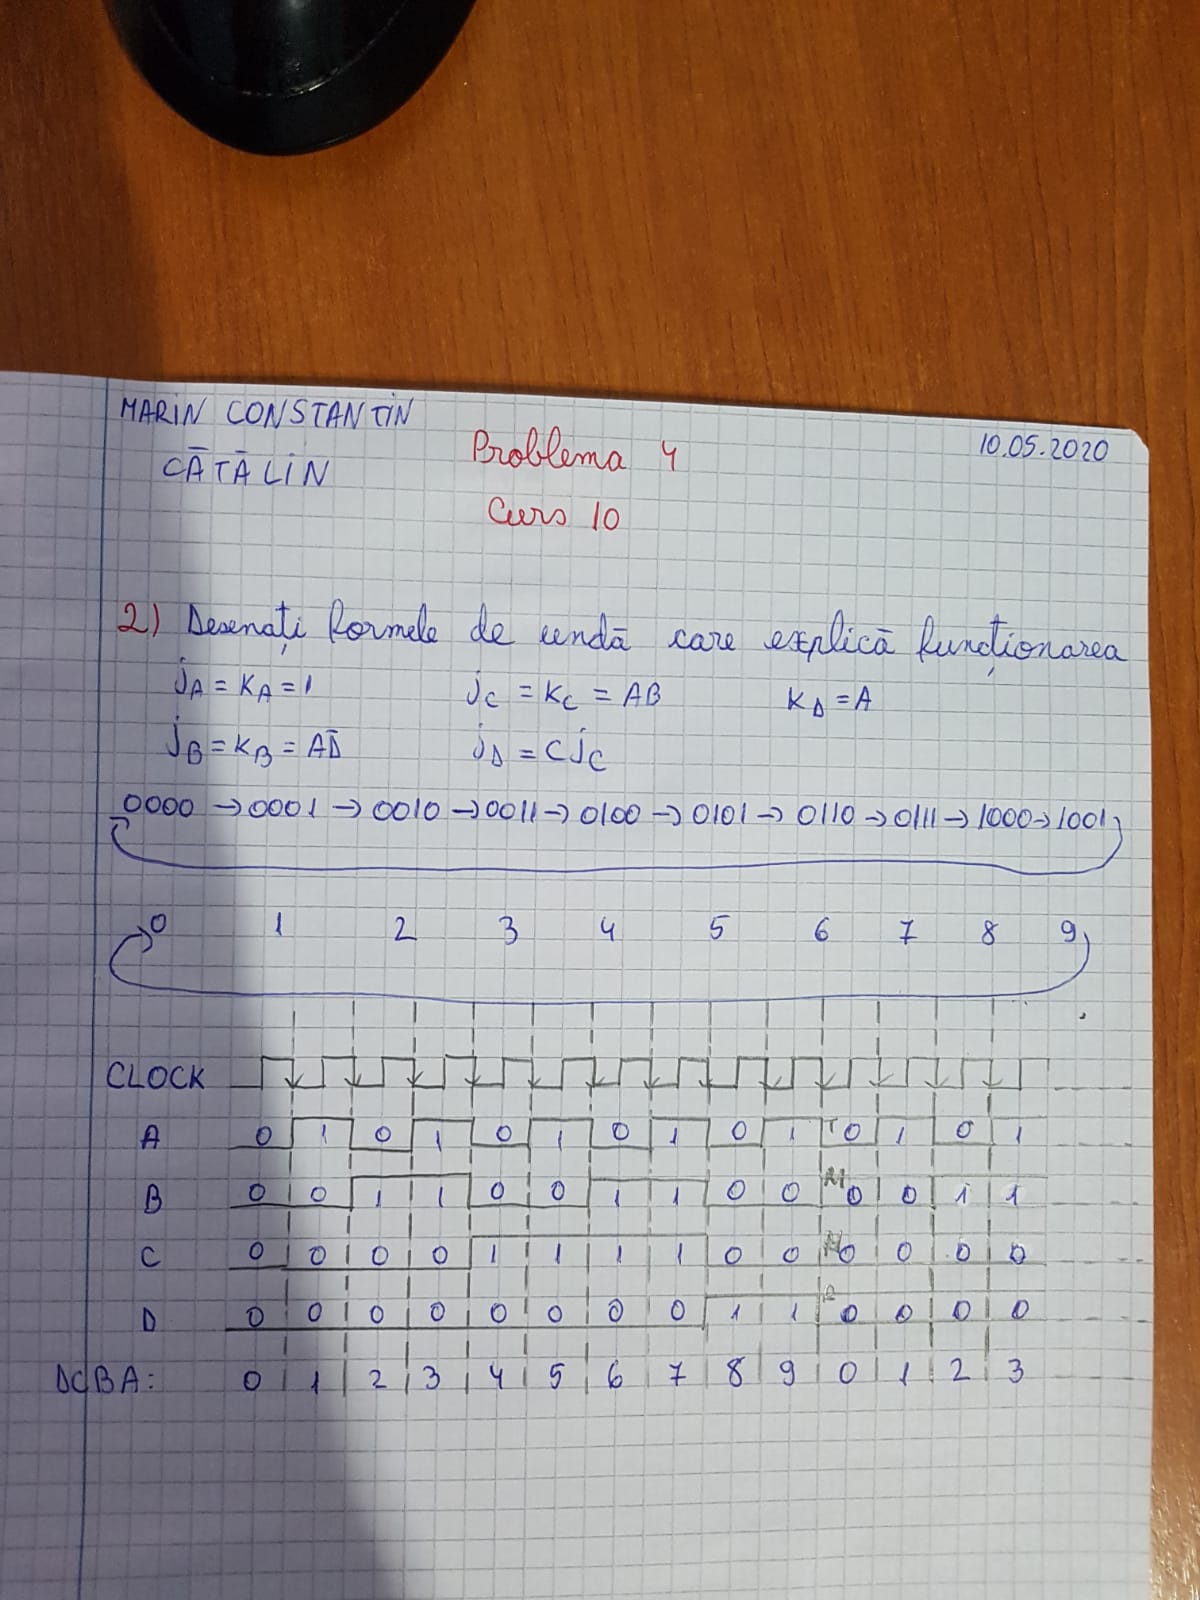 MARIN CONSTANTIN
CĂTĂLIN
10.05.2020
Problema 4
Curs 10
2) Desenați formele de undă care explică funcționarea
J_A = K_A = 1 J_C = K_C = AB K_D = A
J_B = K_B = AD̄ J_D = CJ_C
0000 → 0001 → 0010 → 0011 → 0100 → 0101 → 0110 → 0111 → 1000 → 1001
0 1 2 3 4 5 6 7 8 9
CLOCK
A 0 1 0 1 0 1 0 1 0 1 T 0 1 0 1
B 0 0 1 1 0 0 1 1 0 0 M 0 0 1 1
C 0 0 0 0 1 1 1 1 0 0 M 0 0 0 0
D 0 0 0 0 0 0 0 0 1 1 R 0 0 0 0
DCBA: 0 1 2 3 4 5 6 7 8 9 0 1 2 3